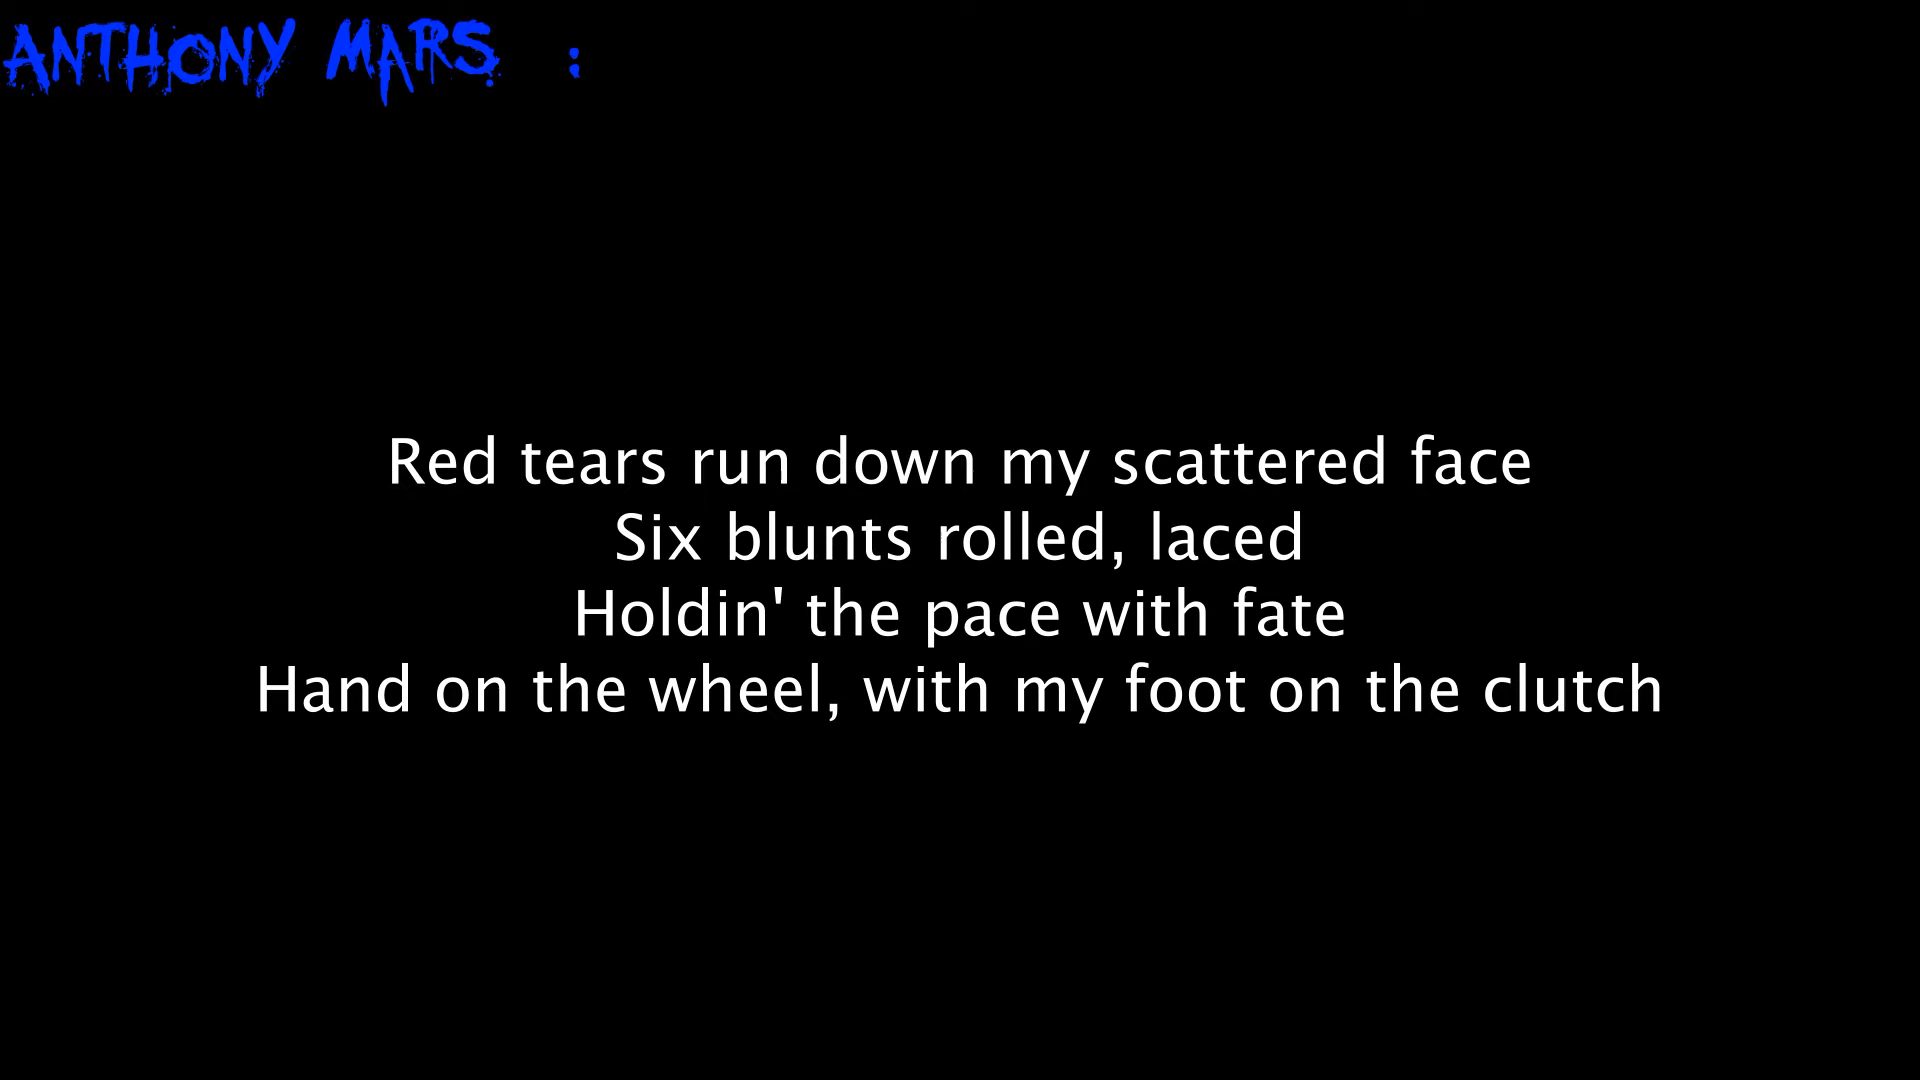 ANTHONY MARS :
Red tears run down my scattered face
Six blunts rolled, laced
Holdin' the pace with fate
Hand on the wheel, with my foot on the clutch